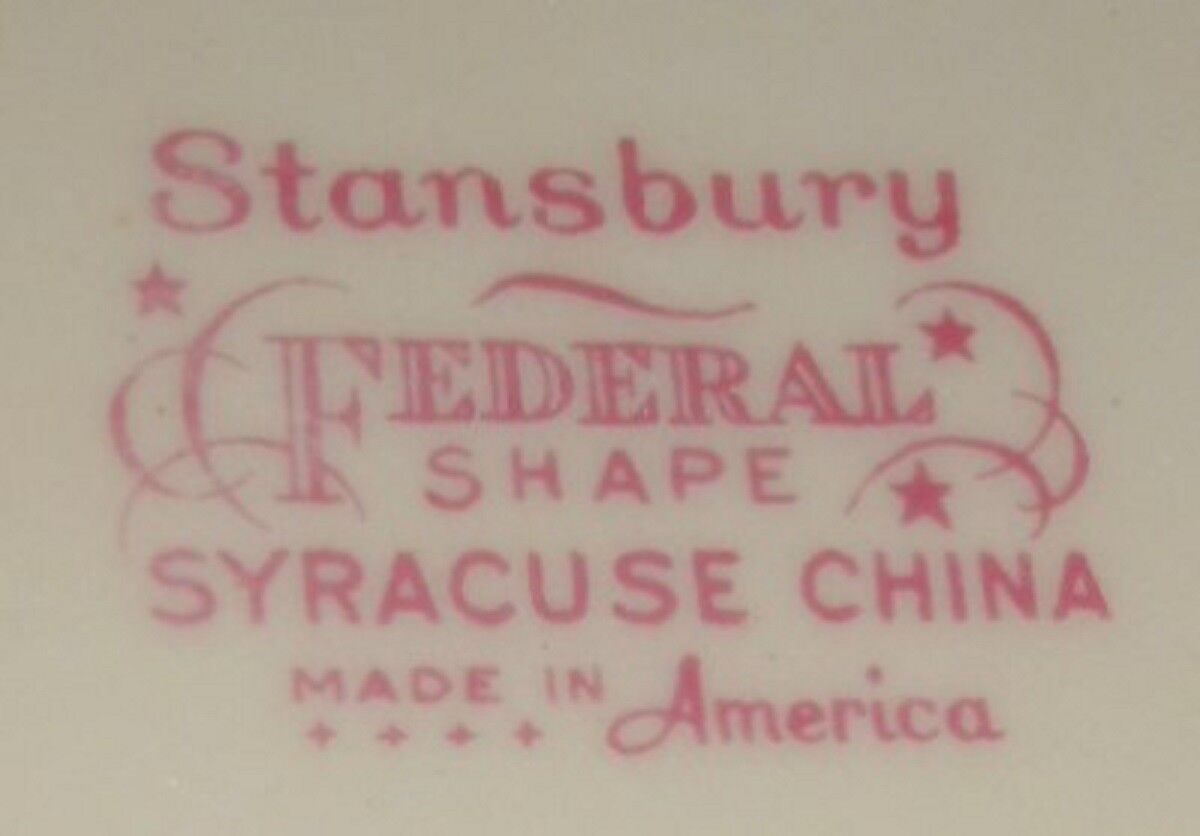 Stansbury
FEDERAL
SHAPE
SYRACUSE CHINA
MADE IN America